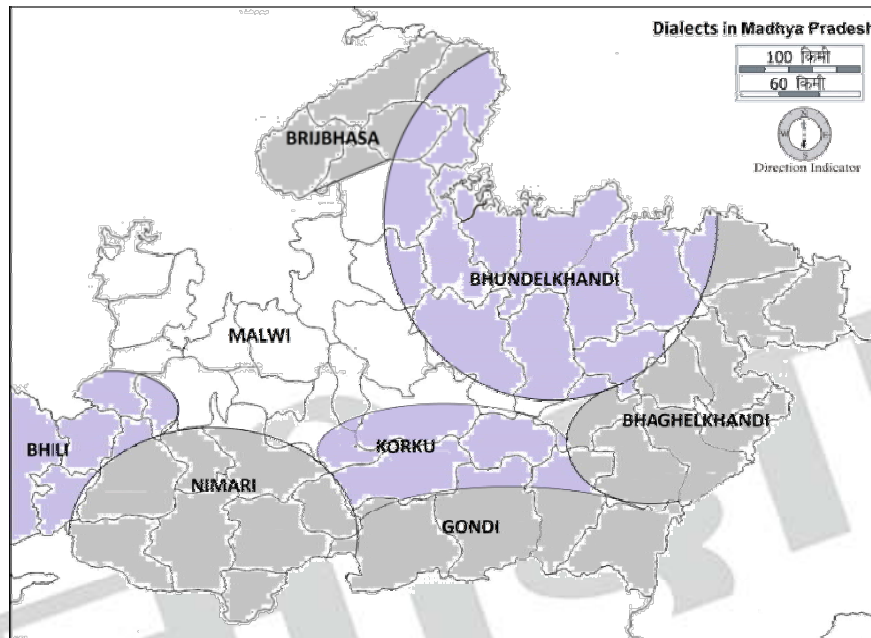 Dialects in Madhya Pradesh
100 किमी
60 किमी
Direction Indicator
BRIJBHASA
BHUNDELKHANDI
MALWI
BHAGHELKHANDI
BHILI
KORKU
NIMARI
GONDI